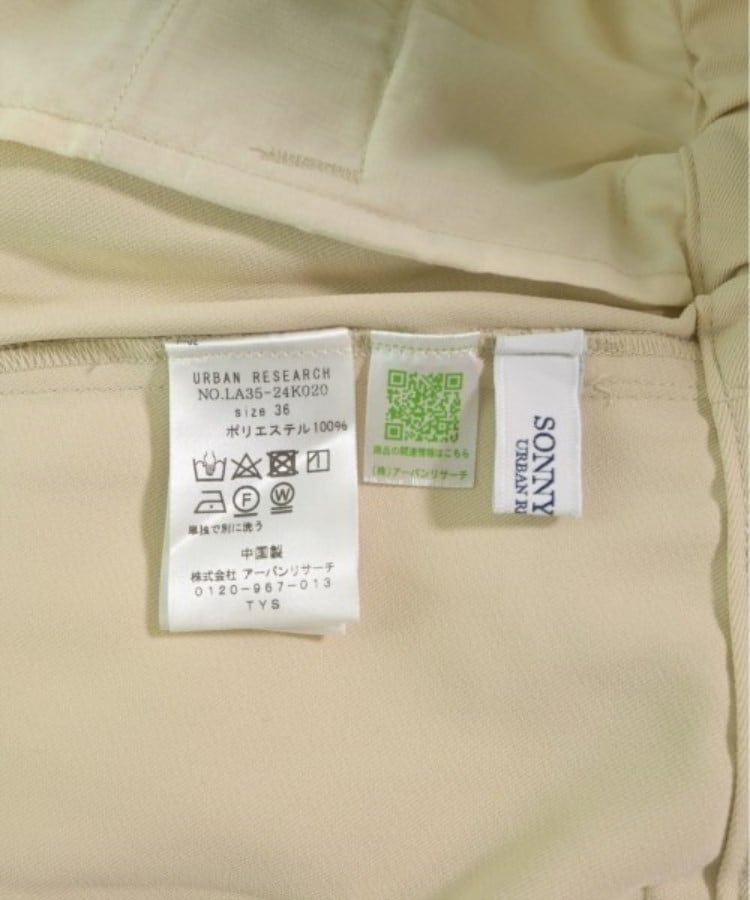 URBAN RESEARCH
NO.LA35-24K020
size 36
ポリエステル100%
F W
単独で別に洗う
中国製
株式会社 アーバンリサーチ
0120-967-013
TYS
商品の関連情報はこちら
(株)アーバンリサーチ
SONNY
URBAN RE